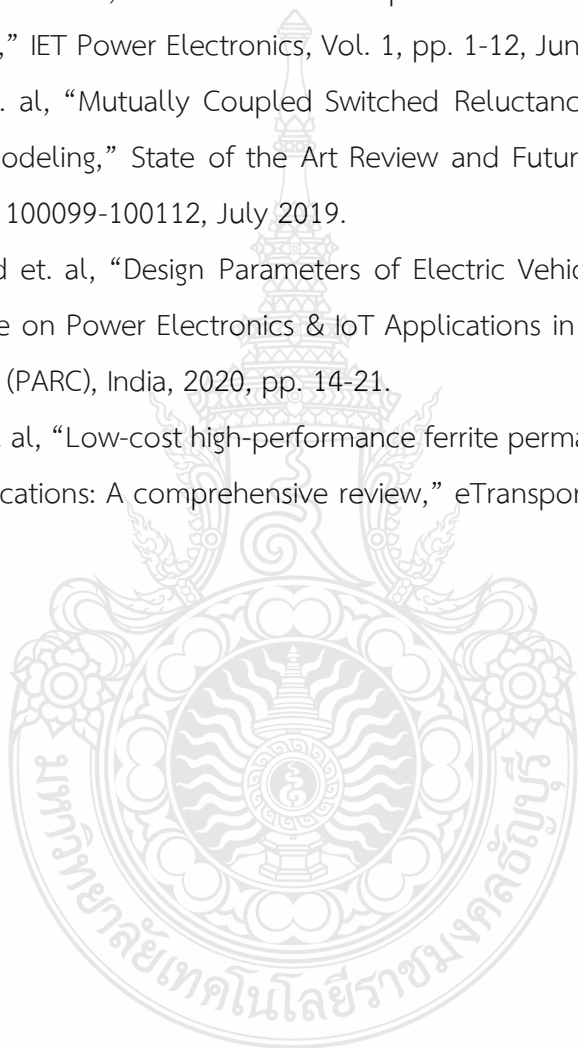 ,” IET Power Electronics, Vol. 1, pp. 1-12, Jun
. al, “Mutually Coupled Switched Reluctanc
odeling,” State of the Art Review and Futur
100099-100112, July 2019.
d et. al, “Design Parameters of Electric Vehic
e on Power Electronics & IoT Applications in
(PARC), India, 2020, pp. 14-21.
. al, “Low-cost high-performance ferrite perma
ications: A comprehensive review,” eTranspor
มหาวิทยาลัยเทคโนโลยีราชมงคลธัญบุรี